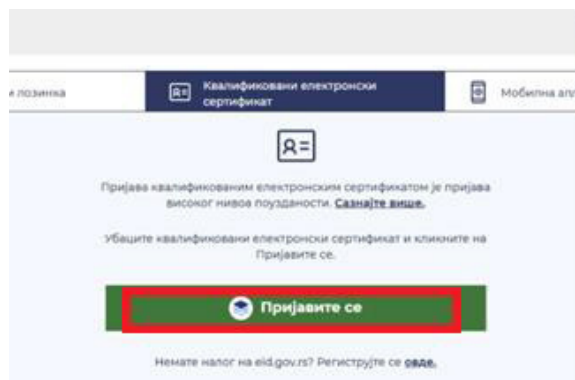 и лозинка
Квалификовани електронски
сертификат
Мобилна апл
Пријава квалификованим електронским сертификатом је пријава
високог нивоа поузданости. Сазнајте више.
Убаците квалификовани електронски сертификат и кликните на
Пријавите се.
Пријавите се
Немате налог на eid.gov.rs? Региструјте се овде.